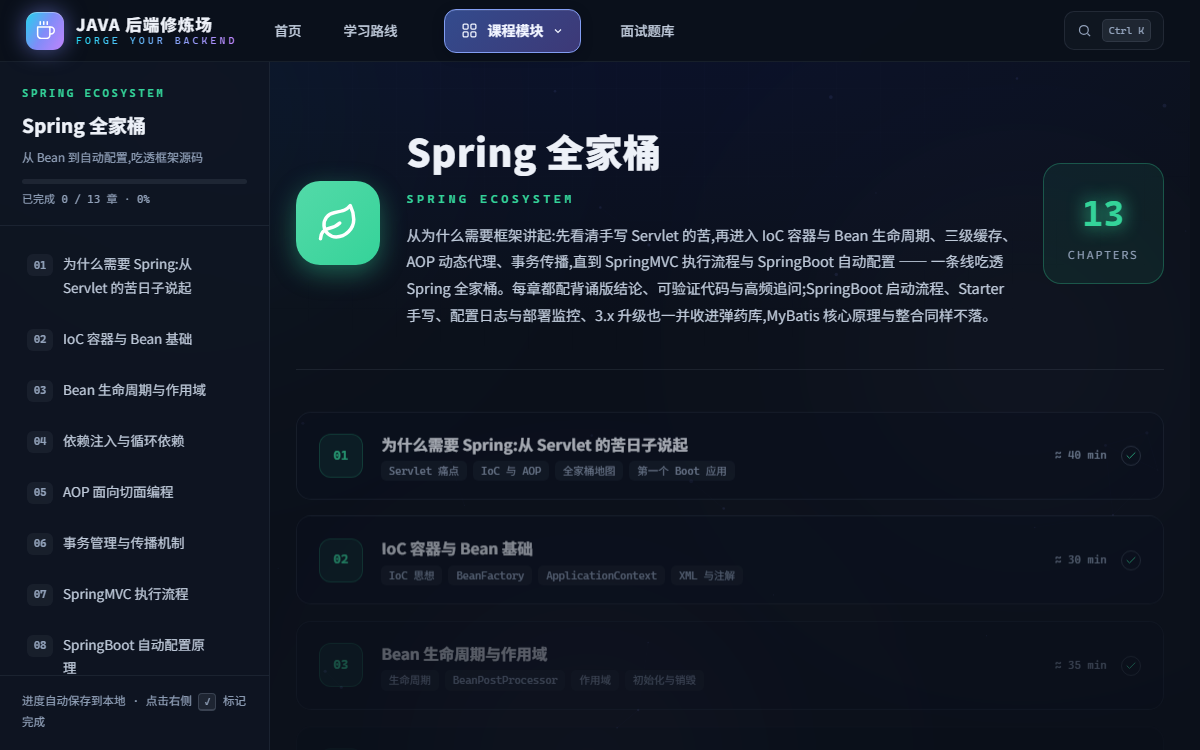 JAVA 后端修炼场
FORGE YOUR BACKEND
首页
学习路线
课程模块
面试题库
Ctrl K
SPRING ECOSYSTEM
Spring 全家桶
从 Bean 到自动配置,吃透框架源码
已完成 0 / 13 章 · 0%
01 为什么需要 Spring:从
Servlet 的苦日子说起
02 IoC 容器与 Bean 基础
03 Bean 生命周期与作用域
04 依赖注入与循环依赖
05 AOP 面向切面编程
06 事务管理与传播机制
07 SpringMVC 执行流程
08 SpringBoot 自动配置原
理
进度自动保存到本地 · 点击右侧 ✓ 标记
完成
Spring 全家桶
SPRING ECOSYSTEM
从为什么需要框架讲起:先看清手写 Servlet 的苦,再进入 IoC 容器与 Bean 生命周期、三级缓存、
AOP 动态代理、事务传播,直到 SpringMVC 执行流程与 SpringBoot 自动配置 —— 一条线吃透
Spring 全家桶。每章都配背诵版结论、可验证代码与高频追问;SpringBoot 启动流程、Starter
手写、配置日志与部署监控、3.x 升级也一并收进弹药库,MyBatis 核心原理与整合同样不落。
13
CHAPTERS
01
为什么需要 Spring:从 Servlet 的苦日子说起
Servlet 痛点 IoC 与 AOP 全家桶地图 第一个 Boot 应用
40 min
02
IoC 容器与 Bean 基础
IoC 思想 BeanFactory ApplicationContext XML 与注解
30 min
03
Bean 生命周期与作用域
生命周期 BeanPostProcessor 作用域 初始化与销毁
35 min